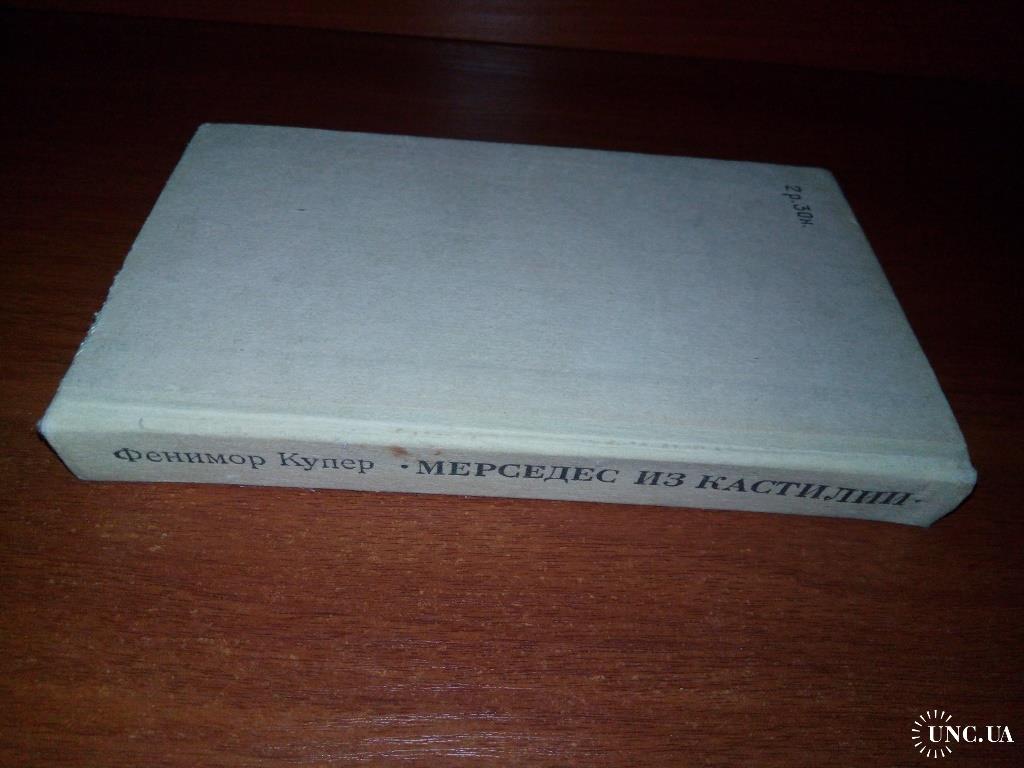 2р.30к.
Фенимор Купер · МЕРСЕДЕС ИЗ КАСТИЛИИ ·
UNC.UA